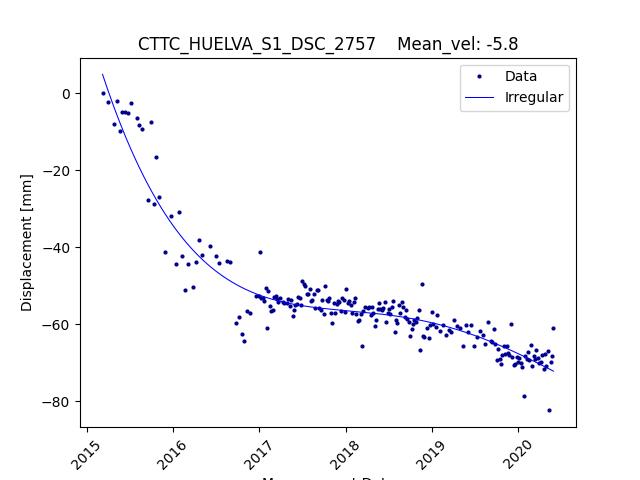 CTTC_HUELVA_S1_DSC_2757    Mean_vel: -5.8
Data
Irregular
Displacement [mm]
0
−20
−40
−60
−80
2015
2016
2017
2018
2019
2020